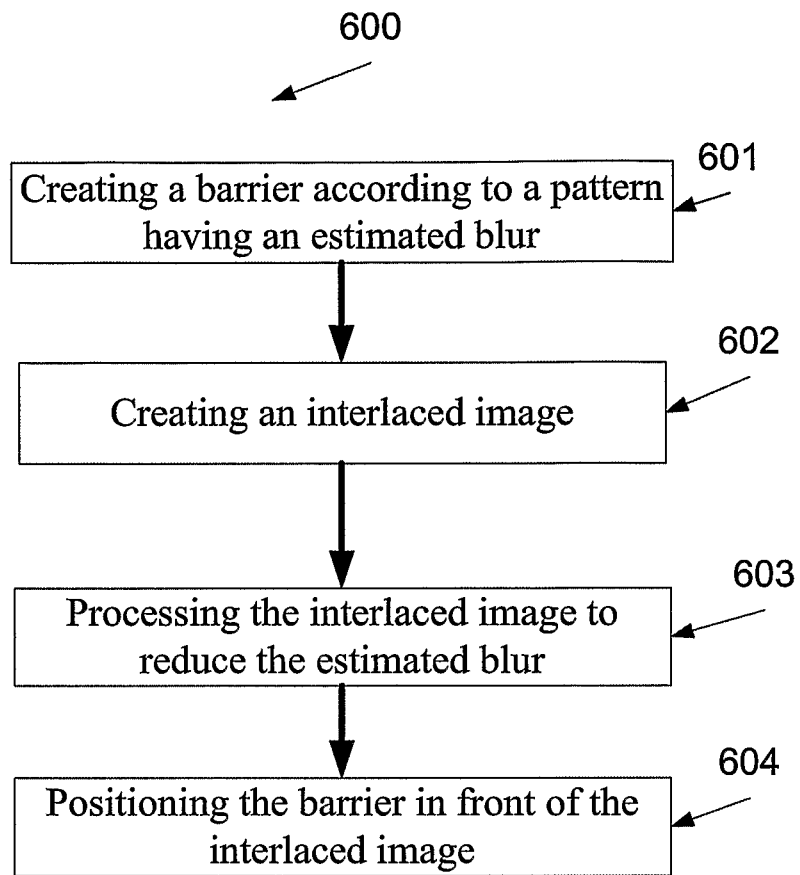 600
601
Creating a barrier according to a pattern
having an estimated blur
602
Creating an interlaced image
603
Processing the interlaced image to
reduce the estimated blur
604
Positioning the barrier in front of the
interlaced image